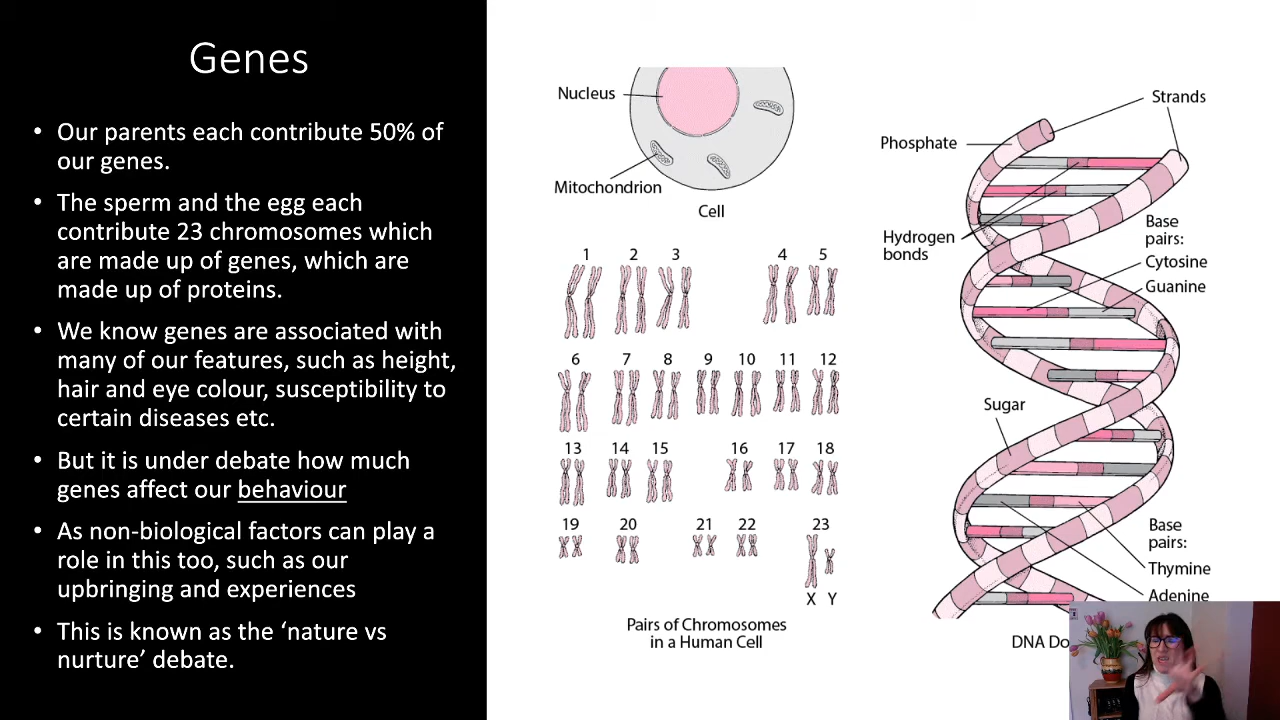 Genes
• Our parents each contribute 50% of
our genes.
• The sperm and the egg each
contribute 23 chromosomes which
are made up of genes, which are
made up of proteins.
• We know genes are associated with
many of our features, such as height,
hair and eye colour, susceptibility to
certain diseases etc.
• But it is under debate how much
genes affect our behaviour
• As non-biological factors can play a
role in this too, such as our
upbringing and experiences
• This is known as the ‘nature vs
nurture’ debate.
Nucleus
Mitochondrion
Cell
1 2 3 4 5
6 7 8 9 10 11 12
13 14 15 16 17 18
19 20 21 22 23
X Y
Pairs of Chromosomes
in a Human Cell
Strands
Phosphate
Hydrogen
bonds
Base
pairs:
Cytosine
Guanine
Sugar
Base
pairs:
Thymine
Adenine
DNA